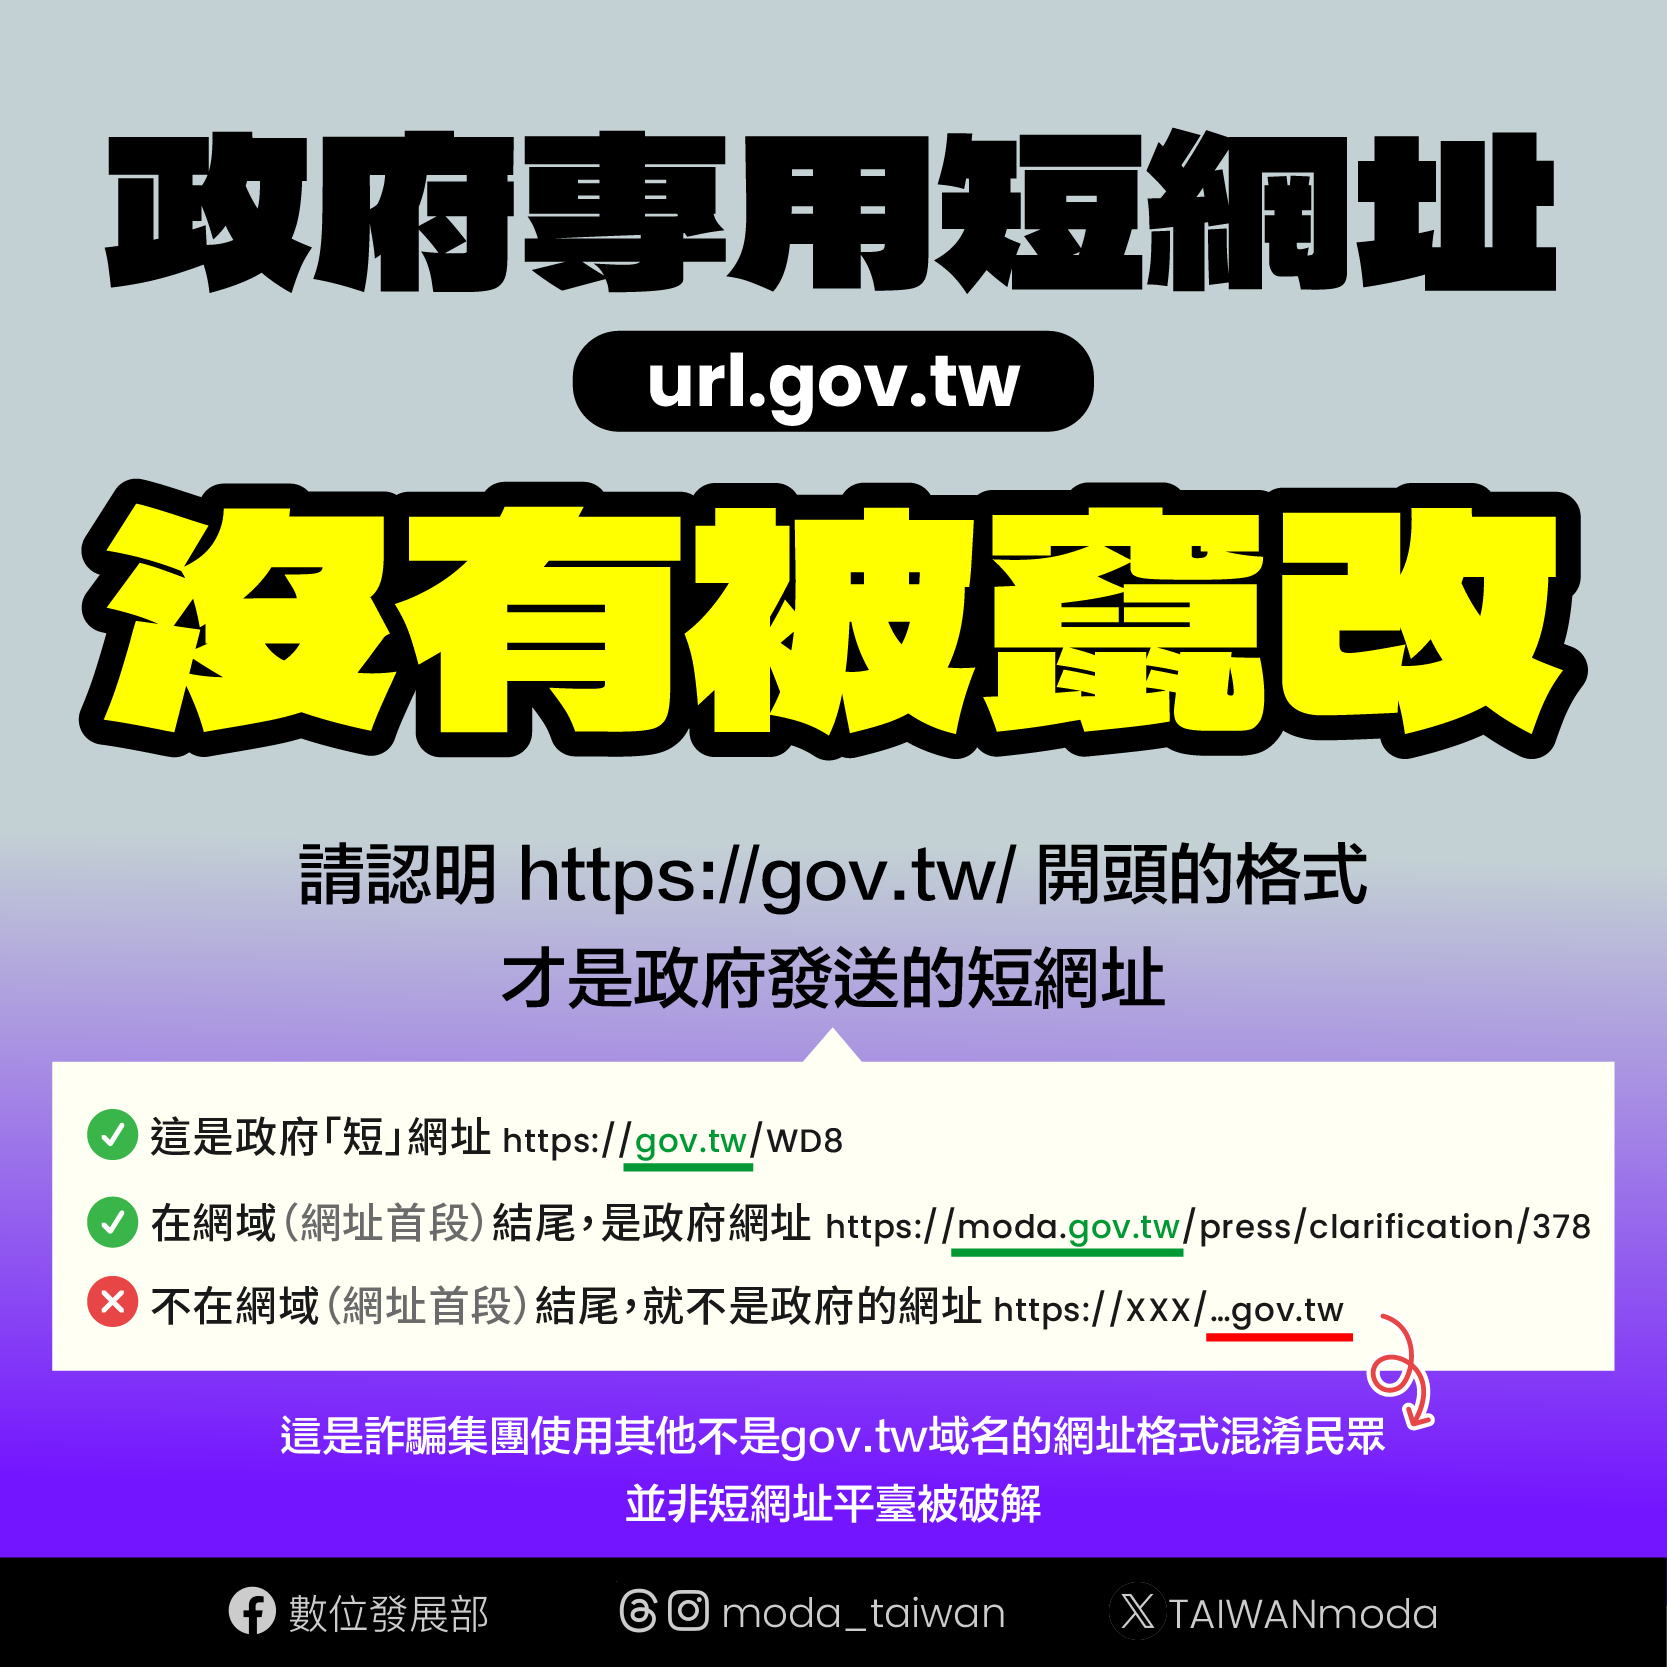 政府專用短網址
url.gov.tw
沒有被竄改
請認明 https://gov.tw/ 開頭的格式
才是政府發送的短網址
這是政府「短」網址 https://gov.tw/WD8
在網域（網址首段）結尾，是政府網址 https://moda.gov.tw/press/clarification/378
不在網域（網址首段）結尾，就不是政府的網址 https://XXX/...gov.tw
這是詐騙集團使用其他不是gov.tw域名的網址格式混淆民眾
並非短網址平臺被破解
數位發展部 moda_taiwan TAIWANmoda